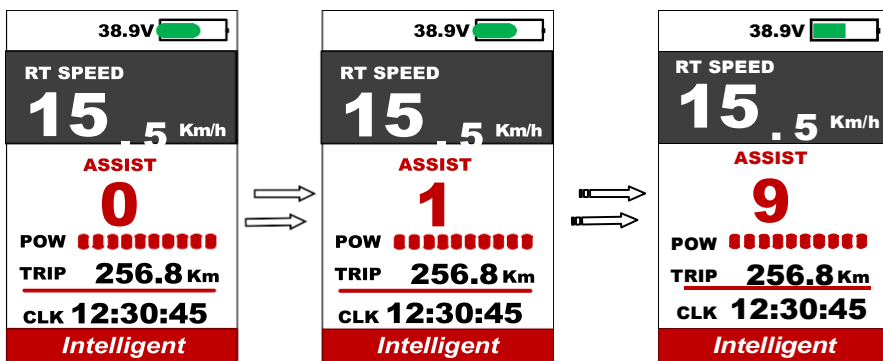 38.9V
RT SPEED
15.5 Km/h
ASSIST
0
POW
TRIP 256.8 Km
CLK 12:30:45
Intelligent
38.9V
RT SPEED
15.5 Km/h
ASSIST
1
POW
TRIP 256.8 Km
CLK 12:30:45
Intelligent
38.9V
RT SPEED
15.5 Km/h
ASSIST
9
POW
TRIP 256.8 Km
CLK 12:30:45
Intelligent